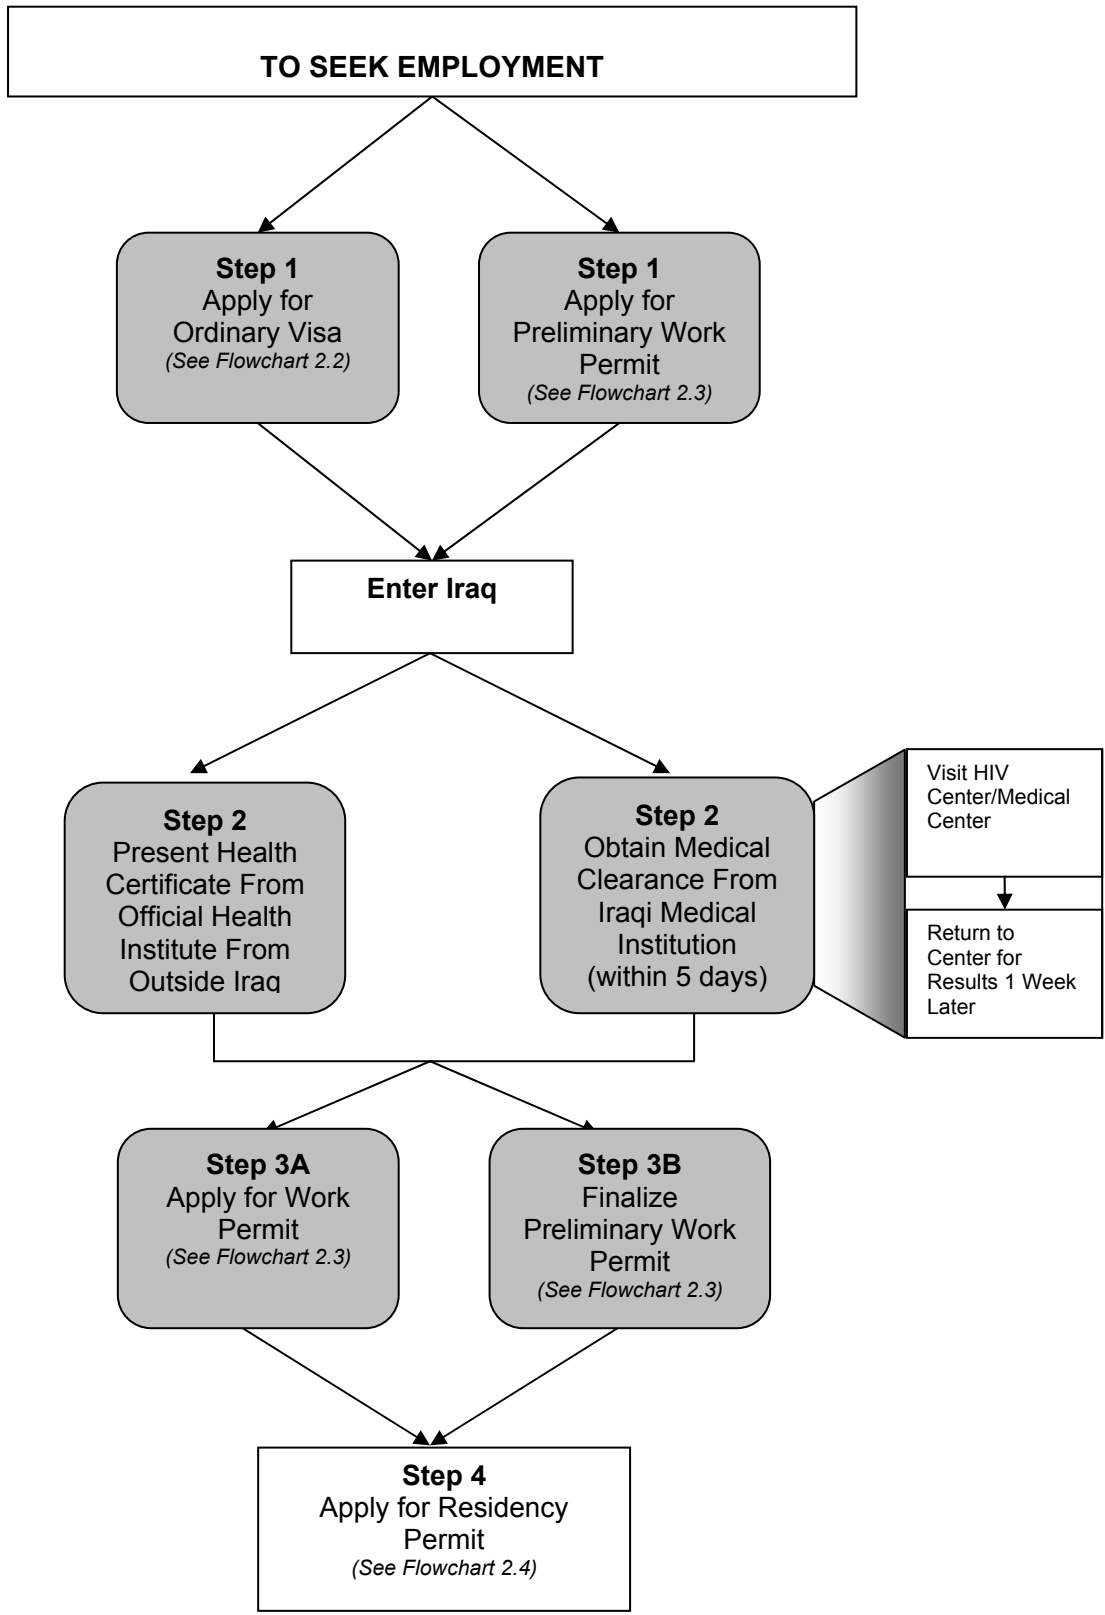 TO SEEK EMPLOYMENT
Step 1
Apply for
Ordinary Visa
(See Flowchart 2.2)
Step 1
Apply for
Preliminary Work
Permit
(See Flowchart 2.3)
Enter Iraq
Step 2
Present Health
Certificate From
Official Health
Institute From
Outside Iraq
Step 2
Obtain Medical
Clearance From
Iraqi Medical
Institution
(within 5 days)
Visit HIV
Center/Medical
Center
Return to
Center for
Results 1 Week
Later
Step 3A
Apply for Work
Permit
(See Flowchart 2.3)
Step 3B
Finalize
Preliminary Work
Permit
(See Flowchart 2.3)
Step 4
Apply for Residency
Permit
(See Flowchart 2.4)